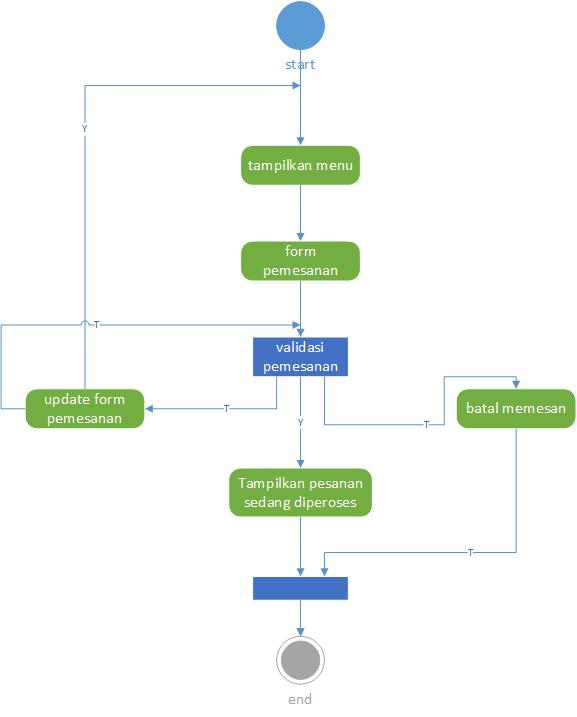 start
Y
tampilkan menu
form
pemesanan
T
validasi
pemesanan
update form
pemesanan
T
Y
T
batal memesan
Tampilkan pesanan
sedang diperoses
T
end